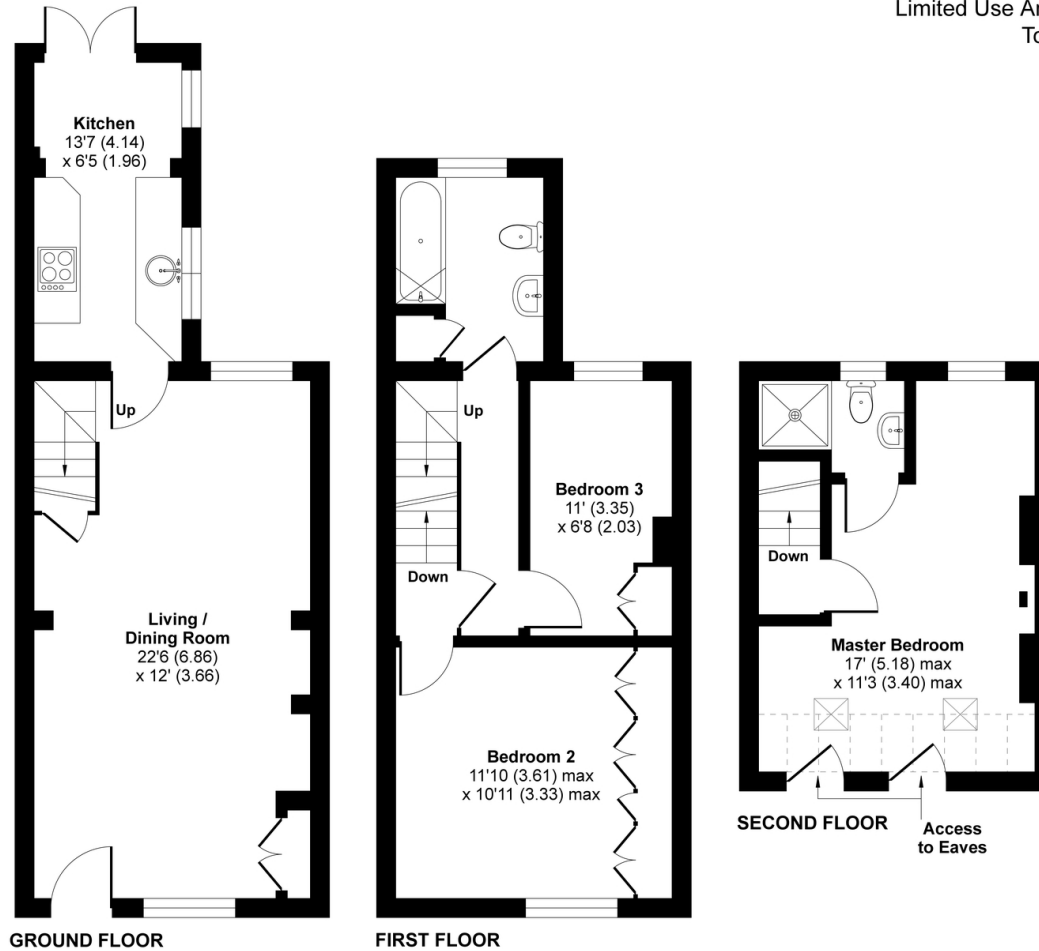 Limited Use Ar
To
Kitchen
13'7 (4.14)
x 6'5 (1.96)
Up
Living /
Dining Room
22'6 (6.86)
x 12' (3.66)
GROUND FLOOR
Up
Bedroom 3
11' (3.35)
x 6'8 (2.03)
Down
Bedroom 2
11'10 (3.61) max
x 10'11 (3.33) max
FIRST FLOOR
Down
Master Bedroom
17' (5.18) max
x 11'3 (3.40) max
SECOND FLOOR
Access
to Eaves